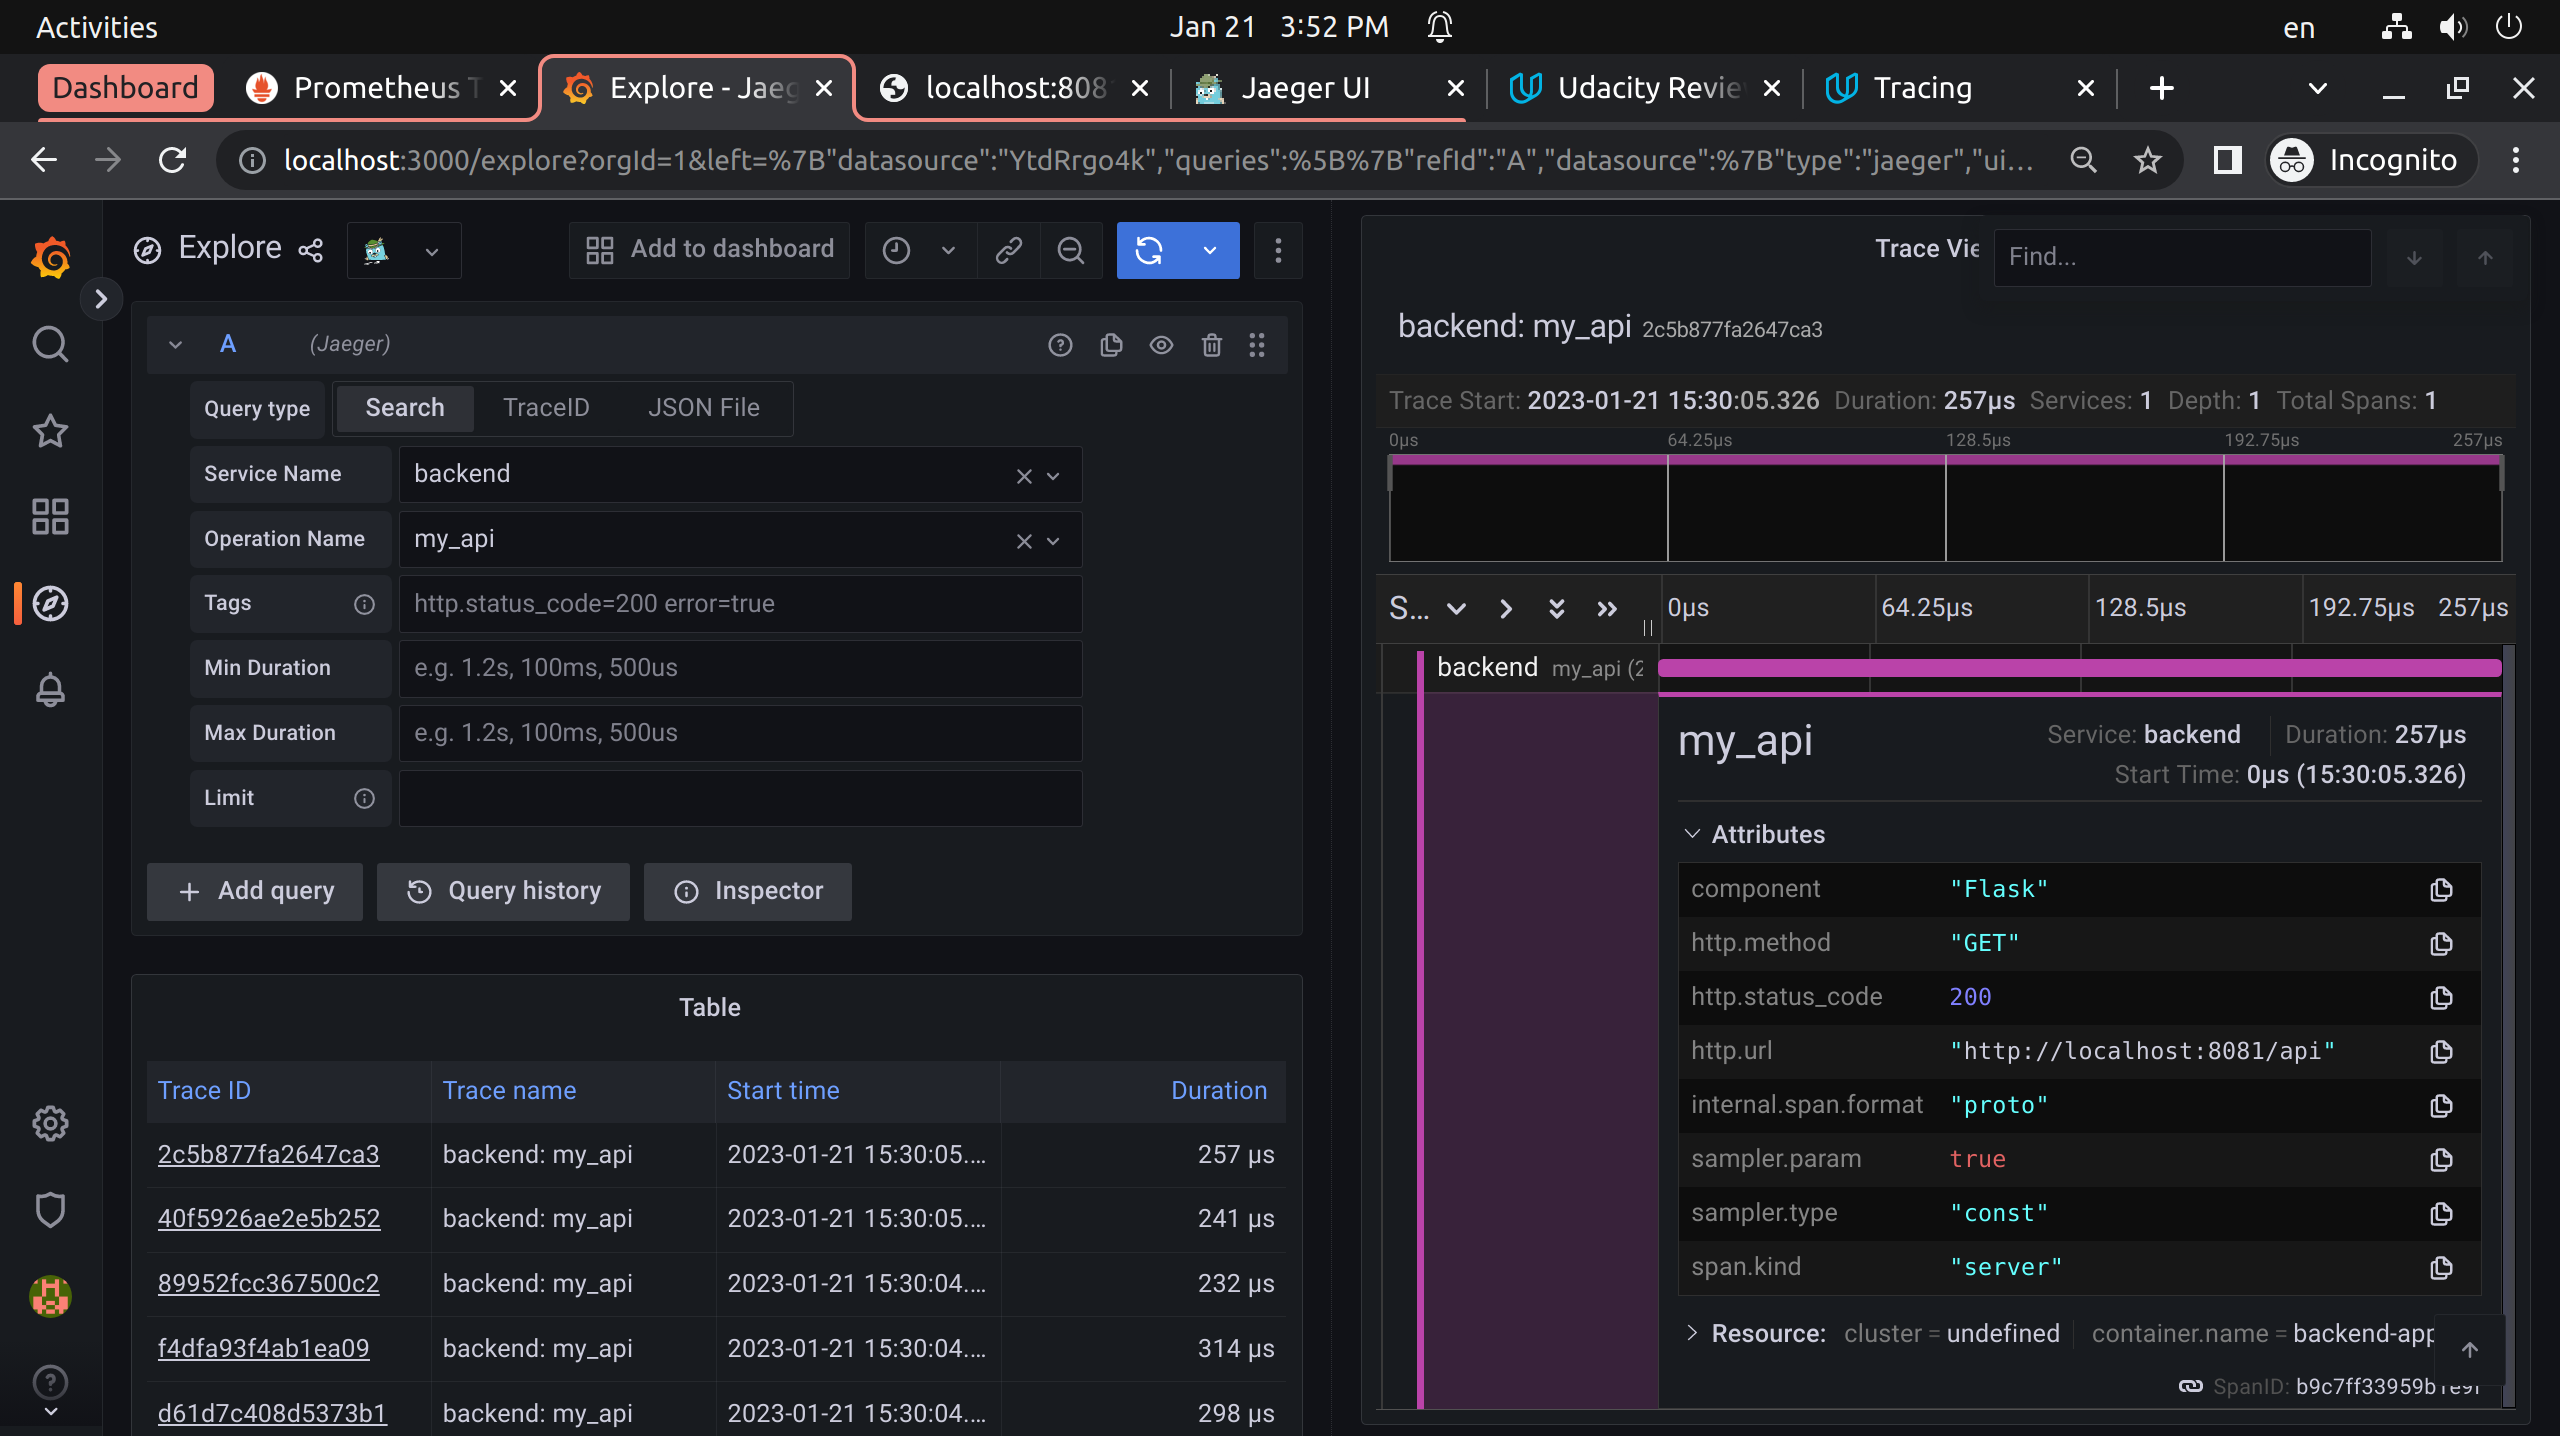 Activities
Jan 21 3:52 PM
en
Dashboard
Prometheus T
Explore - Jaeg
localhost:808
Jaeger UI
Udacity Revie
Tracing
localhost:3000/explore?orgId=1&left=%7B"datasource":"YtdRrgo4k","queries":%5B%7B"refId":"A","datasource":%7B"type":"jaeger","ui...
Incognito
Explore
Add to dashboard
A
(Jaeger)
Query type
Search
TraceID
JSON File
Service Name
backend
Operation Name
my_api
Tags
http.status_code=200 error=true
Min Duration
e.g. 1.2s, 100ms, 500us
Max Duration
e.g. 1.2s, 100ms, 500us
Limit
Add query
Query history
Inspector
Table
Trace ID Trace name Start time Duration
2c5b877fa2647ca3 backend: my_api 2023-01-21 15:30:05.... 257 µs
40f5926ae2e5b252 backend: my_api 2023-01-21 15:30:05.... 241 µs
89952fcc367500c2 backend: my_api 2023-01-21 15:30:04.... 232 µs
f4dfa93f4ab1ea09 backend: my_api 2023-01-21 15:30:04.... 314 µs
d61d7c408d5373b1 backend: my_api 2023-01-21 15:30:04.... 298 µs
Trace Vie
Find...
backend: my_api 2c5b877fa2647ca3
Trace Start: 2023-01-21 15:30:05.326 Duration: 257µs Services: 1 Depth: 1 Total Spans: 1
0µs 64.25µs 128.5µs 192.75µs 257µs
S...
0µs 64.25µs 128.5µs 192.75µs 257µs
backend my_api (2
my_api
Service: backend
Duration: 257µs
Start Time: 0µs (15:30:05.326)
Attributes
component "Flask"
http.method "GET"
http.status_code 200
http.url "http://localhost:8081/api"
internal.span.format "proto"
sampler.param true
sampler.type "const"
span.kind "server"
Resource: cluster = undefined container.name = backend-app
SpanID: